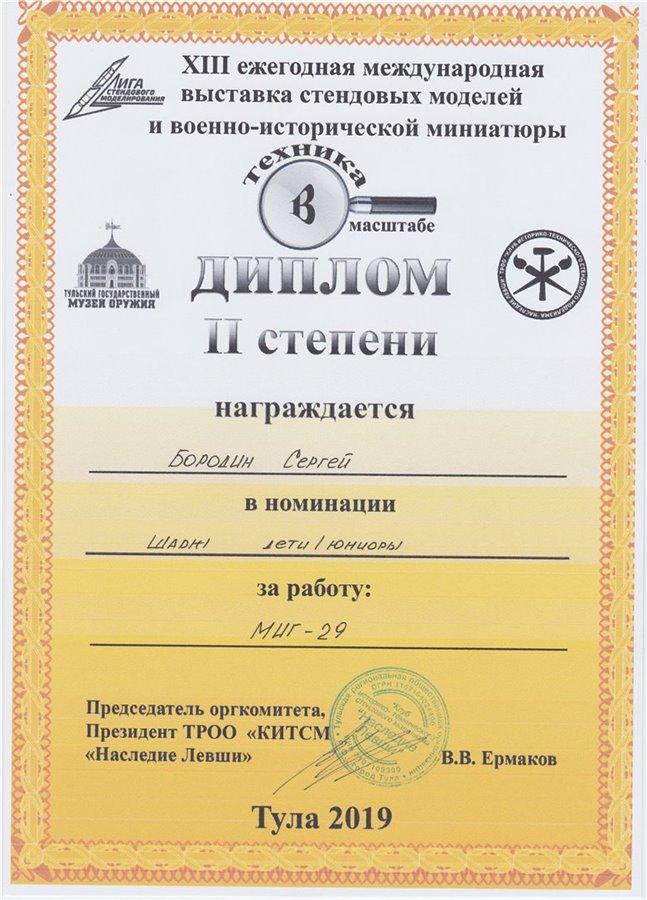 XIII ежегодная международная
выставка стендовых моделей
и военно-исторической миниатюры
ЛИГА
СТЕНДОВОГО
МОДЕЛИРОВАНИЯ
техника
в
масштабе
ТУЛЬСКИЙ ГОСУДАРСТВЕННЫЙ
МУЗЕЙ ОРУЖИЯ
ДИПЛОМ
II степени
награждается
Бородин Сергей
в номинации
Шарж дети/юниоры
за работу:
МИГ-29
Председатель оргкомитета,
Президент ТРОО «КИТСМ
«Наследие Левши»
В.В. Ермаков
Тула 2019